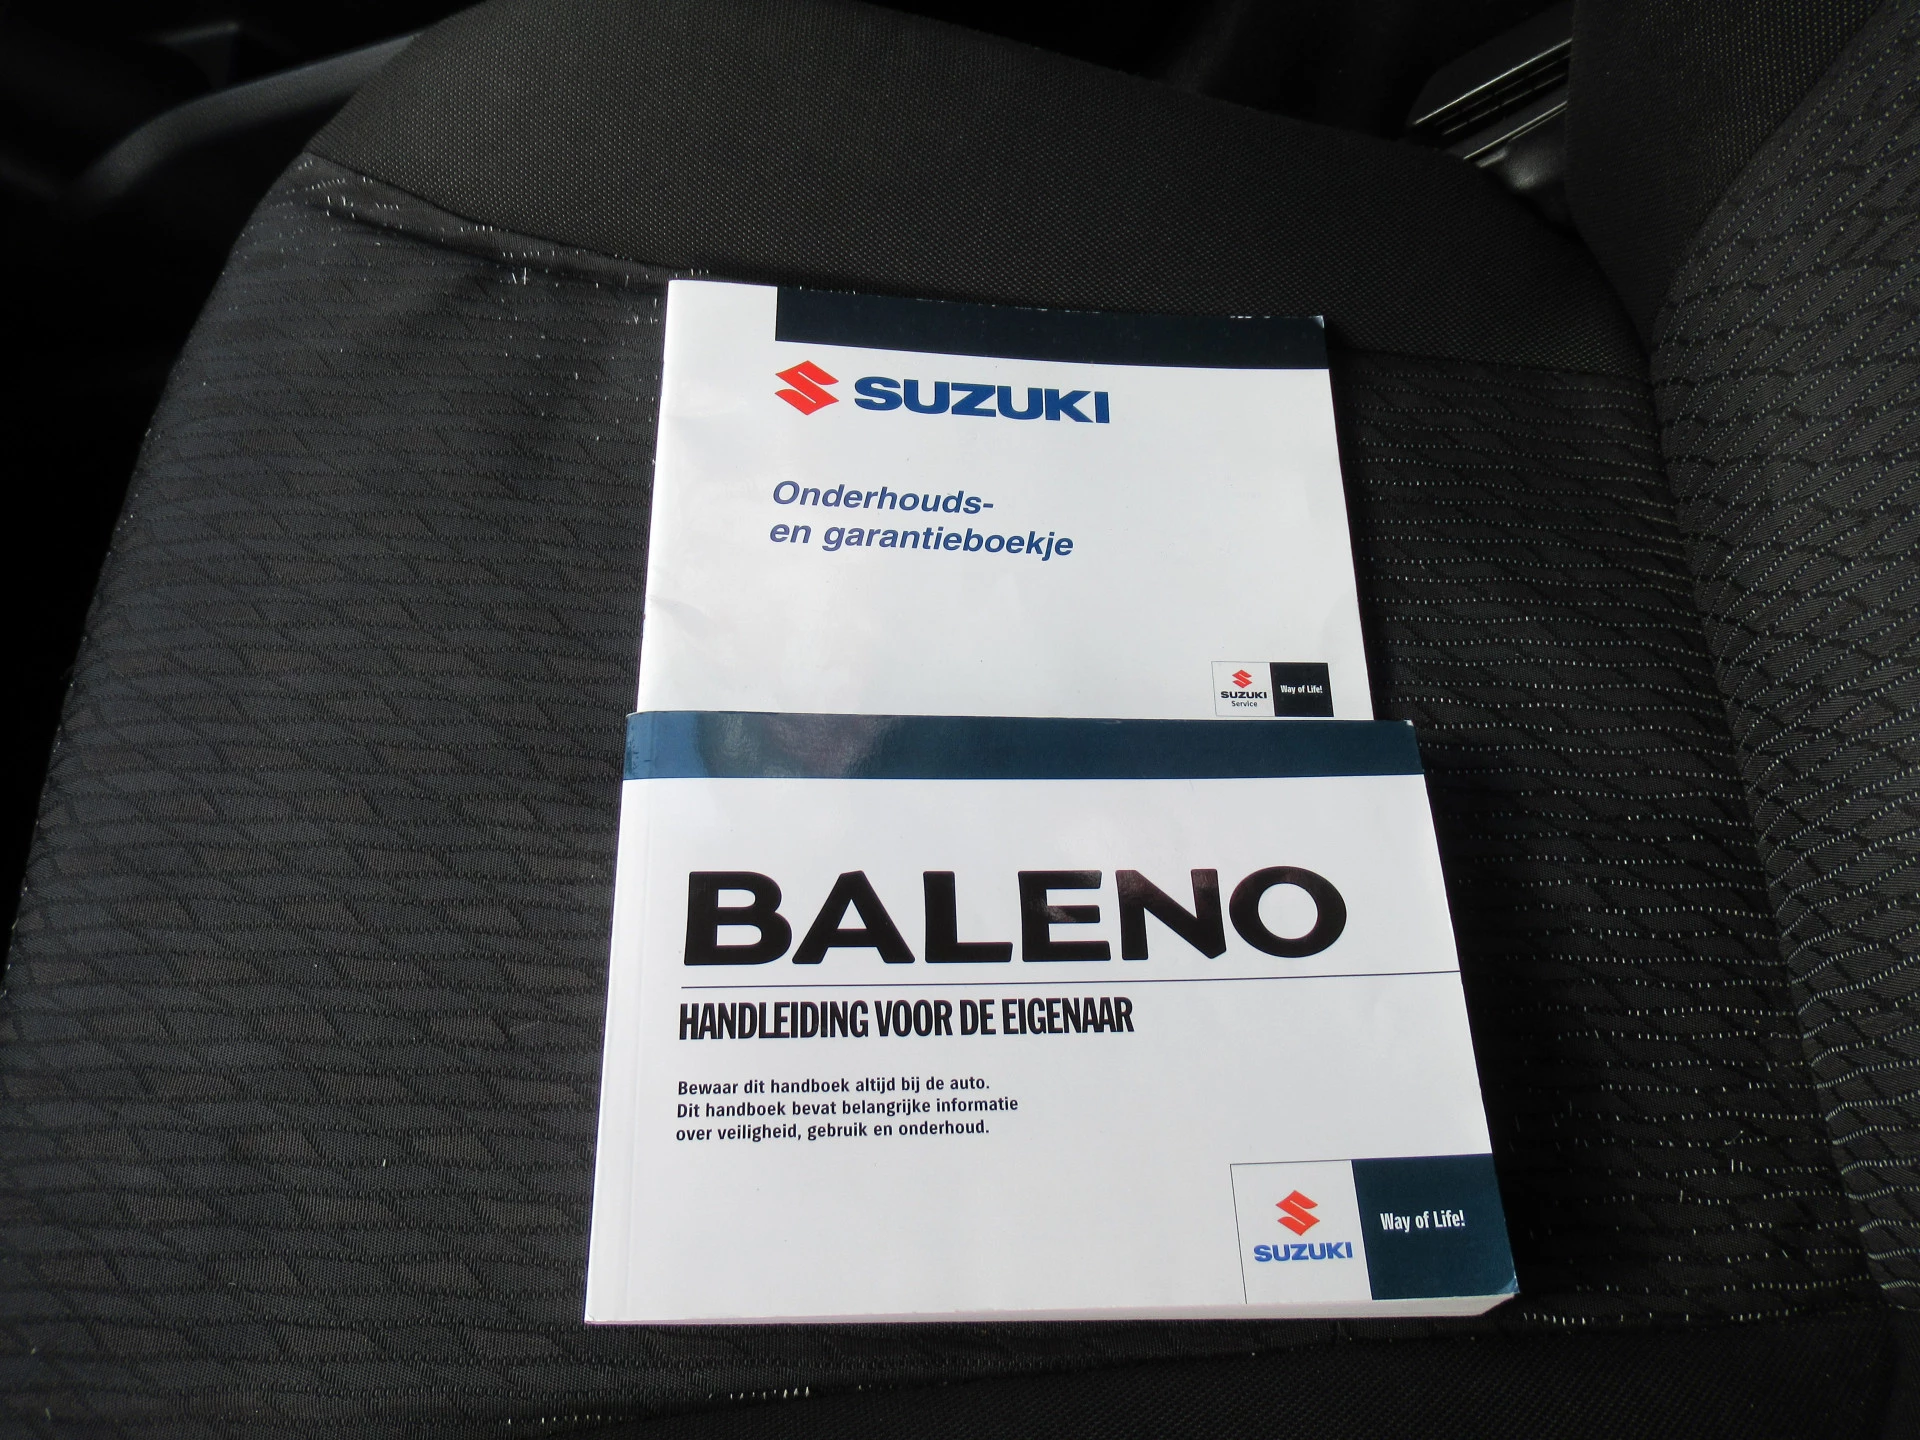 SUZUKI
Onderhouds-
en garantieboekje
SUZUKI
Service
Way of Life!
BALENO
HANDLEIDING VOOR DE EIGENAAR
Bewaar dit handboek altijd bij de auto.
Dit handboek bevat belangrijke informatie
over veiligheid, gebruik en onderhoud.
SUZUKI
Way of Life!